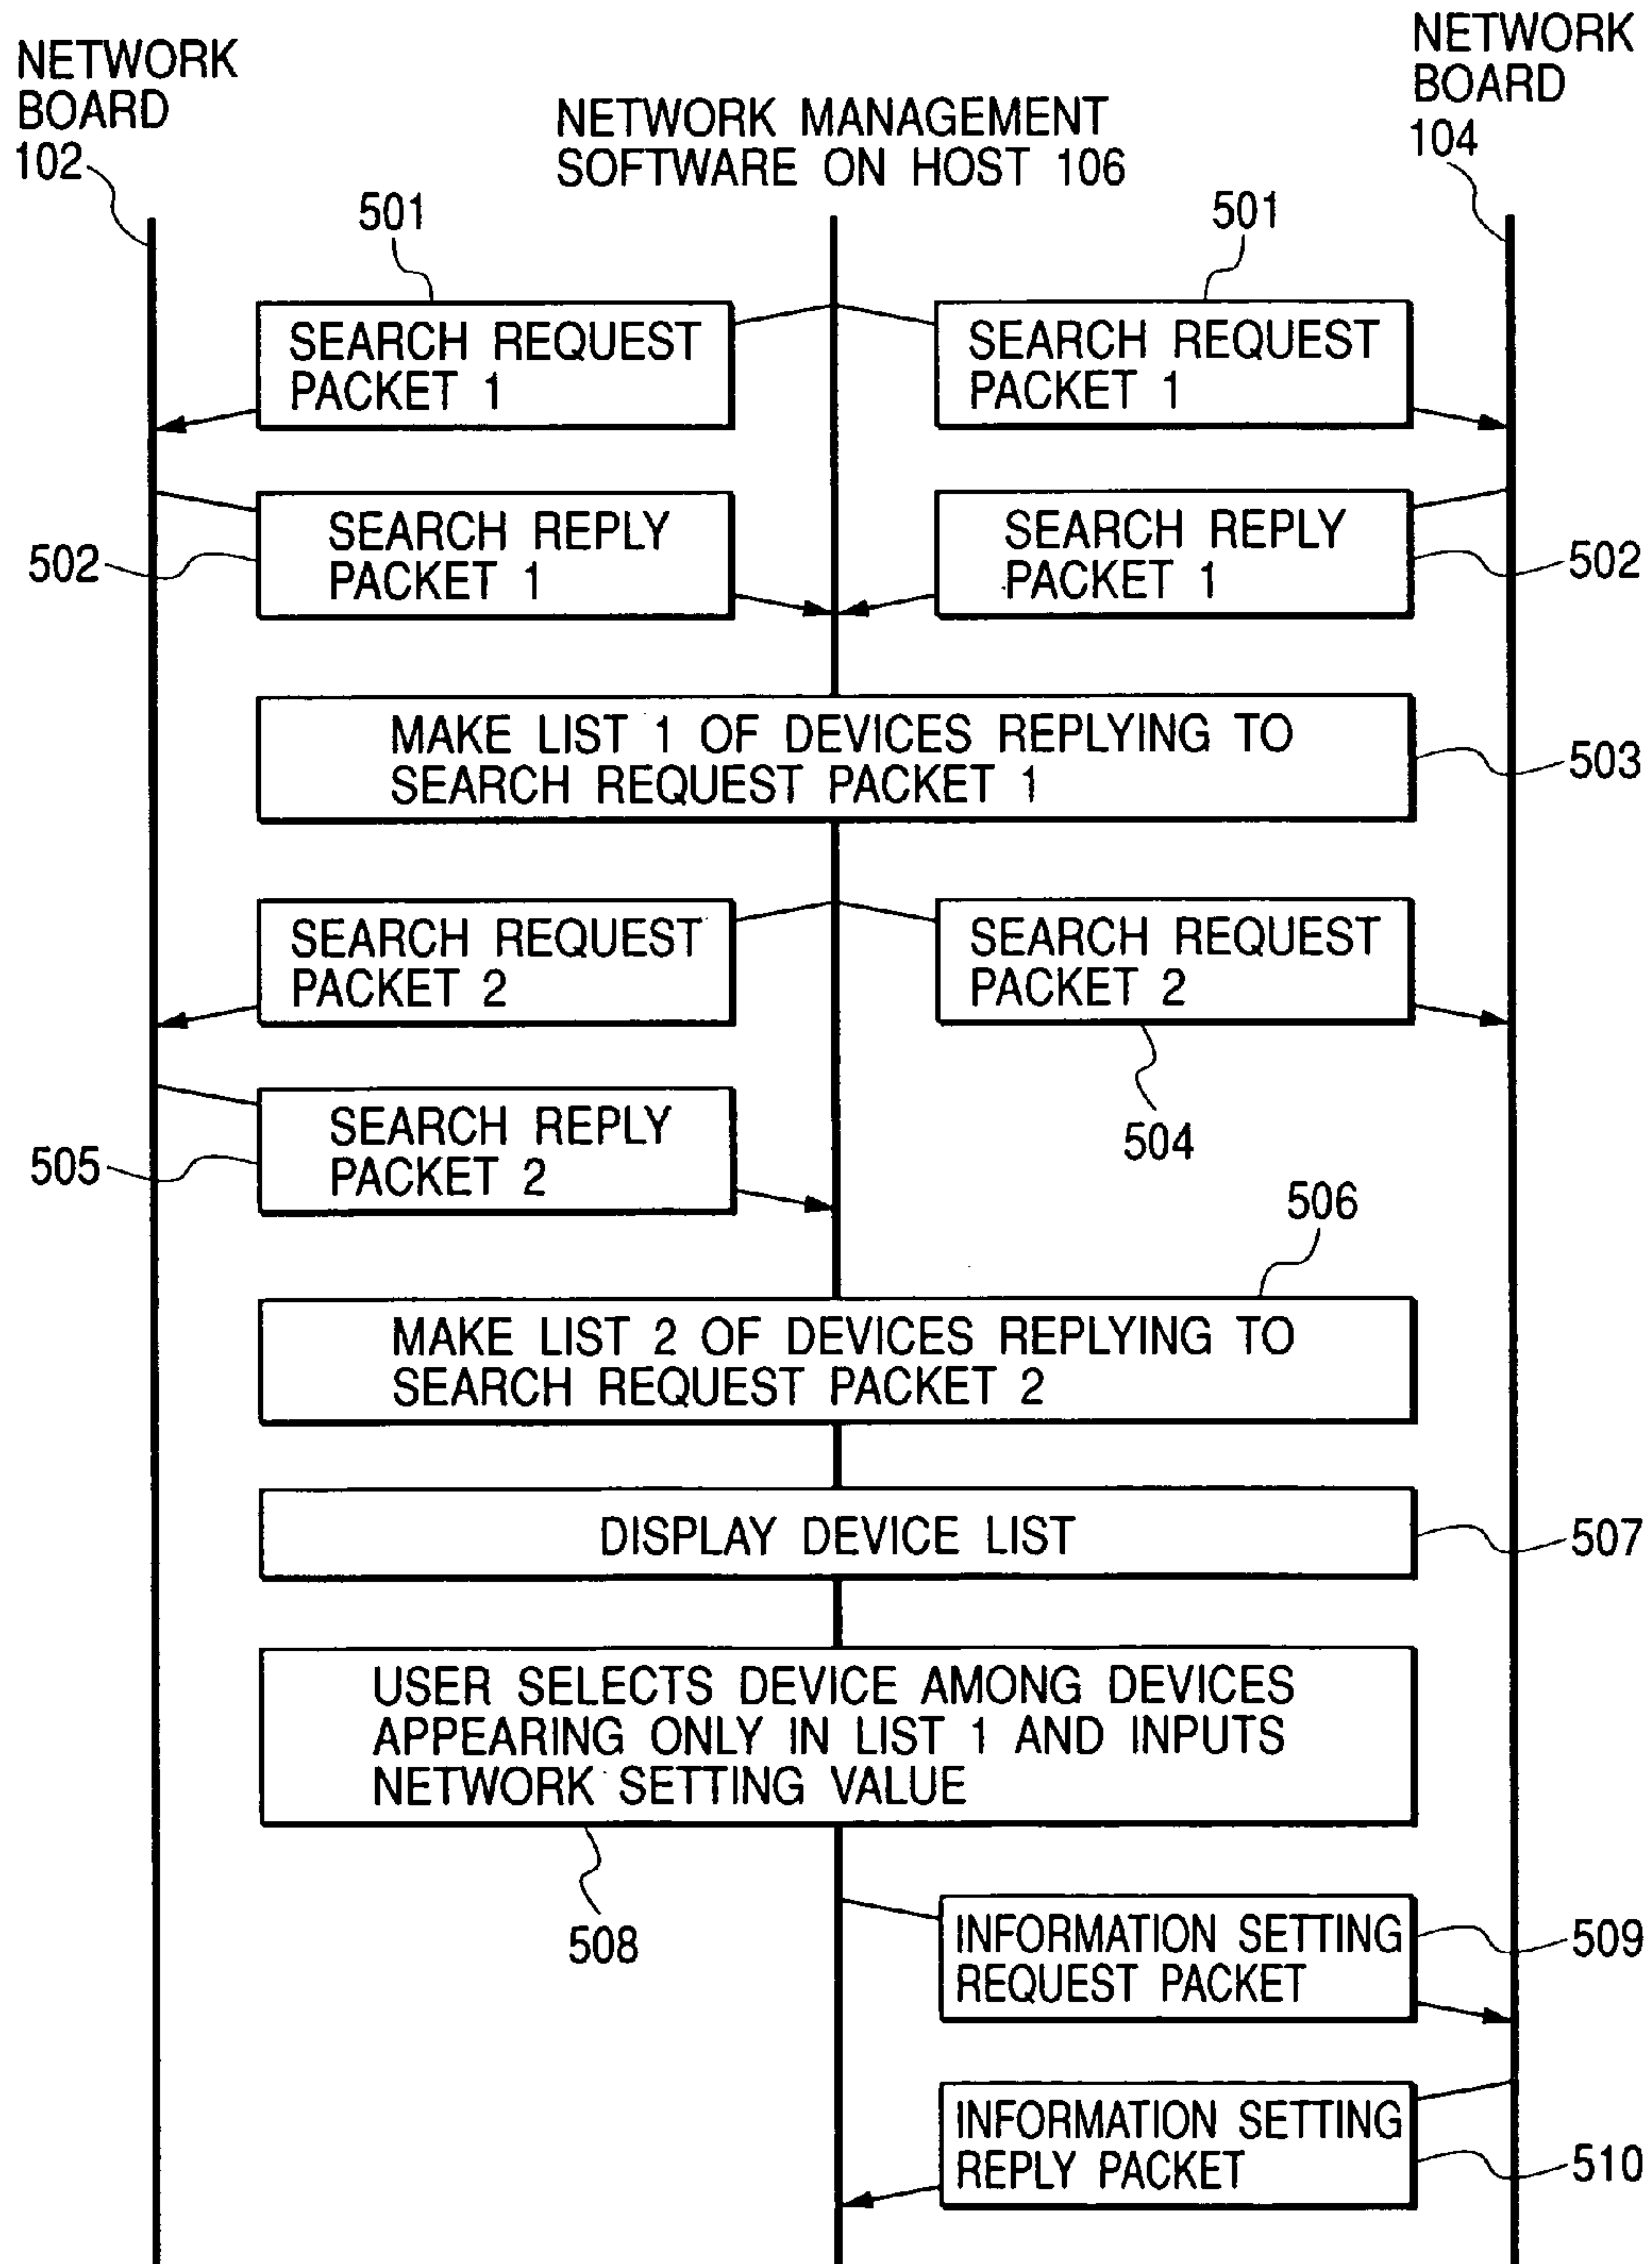 NETWORK
BOARD
102
NETWORK MANAGEMENT
SOFTWARE ON HOST 106
NETWORK
BOARD
104
501
501
SEARCH REQUEST
PACKET 1
SEARCH REQUEST
PACKET 1
502
SEARCH REPLY
PACKET 1
SEARCH REPLY
PACKET 1
502
MAKE LIST 1 OF DEVICES REPLYING TO
SEARCH REQUEST PACKET 1
503
SEARCH REQUEST
PACKET 2
SEARCH REQUEST
PACKET 2
504
505
SEARCH REPLY
PACKET 2
506
MAKE LIST 2 OF DEVICES REPLYING TO
SEARCH REQUEST PACKET 2
DISPLAY DEVICE LIST
507
USER SELECTS DEVICE AMONG DEVICES
APPEARING ONLY IN LIST 1 AND INPUTS
NETWORK SETTING VALUE
508
INFORMATION SETTING
REQUEST PACKET
509
INFORMATION SETTING
REPLY PACKET
510